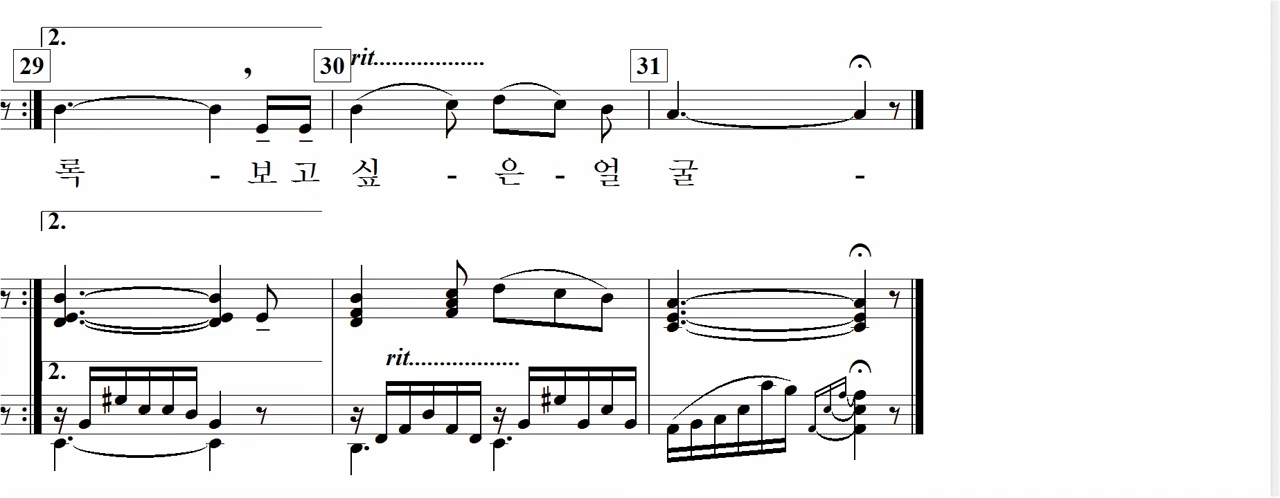 2.
29 , 30 rit.................. 31
록 - 보 고 싶 - 은 - 얼 굴 -
2.
2. rit..................